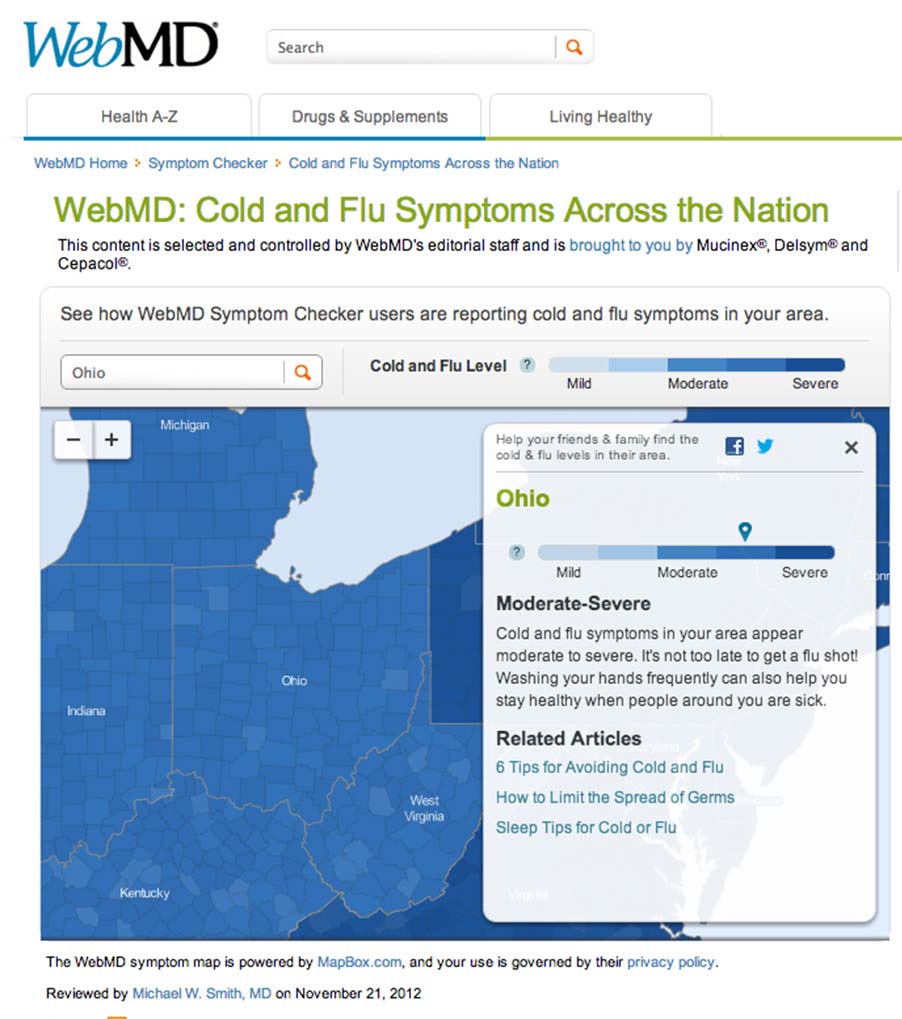 WebMD®
Search
Health A-Z
Drugs & Supplements
Living Healthy
WebMD Home > Symptom Checker > Cold and Flu Symptoms Across the Nation
WebMD: Cold and Flu Symptoms Across the Nation
This content is selected and controlled by WebMD's editorial staff and is brought to you by Mucinex®, Delsym® and
Cepacol®.
See how WebMD Symptom Checker users are reporting cold and flu symptoms in your area.
Ohio
Cold and Flu Level ?
Mild Moderate Severe
− +
Michigan
Help your friends & family find the
cold & flu levels in their area.
New
York
Ohio
?
Mild Moderate Severe
Conn
Moderate-Severe
Cold and flu symptoms in your area appear
moderate to severe. It's not too late to get a flu shot!
Washing your hands frequently can also help you
stay healthy when people around you are sick.
Ohio
Indiana
Related Articles
6 Tips for Avoiding Cold and Flu
How to Limit the Spread of Germs
Sleep Tips for Cold or Flu
West
Virginia
Kentucky
Virginia
The WebMD symptom map is powered by MapBox.com, and your use is governed by their privacy policy.
Reviewed by Michael W. Smith, MD on November 21, 2012